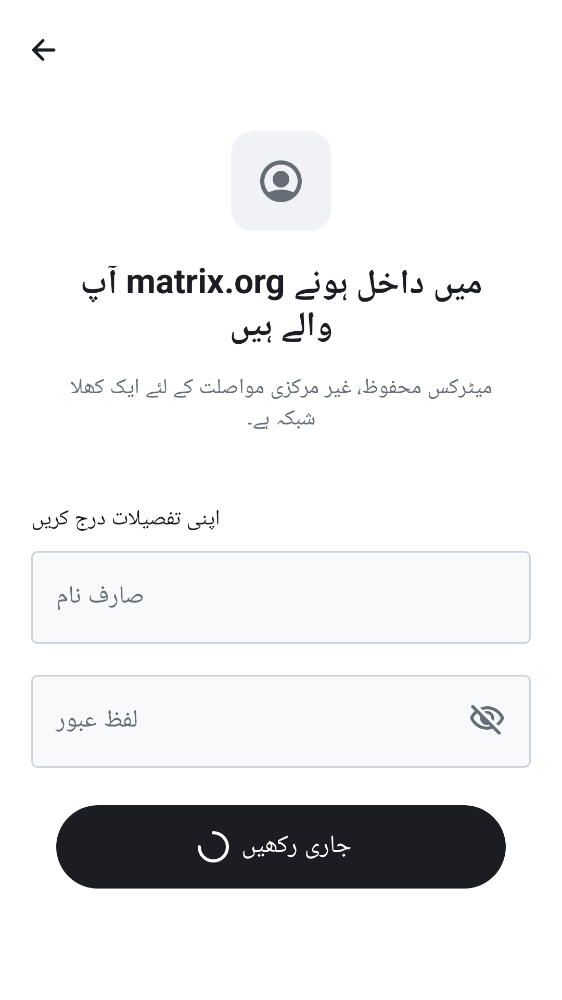 آپ matrix.org میں داخل ہونے
والے ہیں
میٹرکس محفوظ، غیر مرکزی مواصلت کے لئے ایک کھلا
شبکہ ہے۔
اپنی تفصیلات درج کریں
صارف نام
لفظ عبور
جاری رکھیں